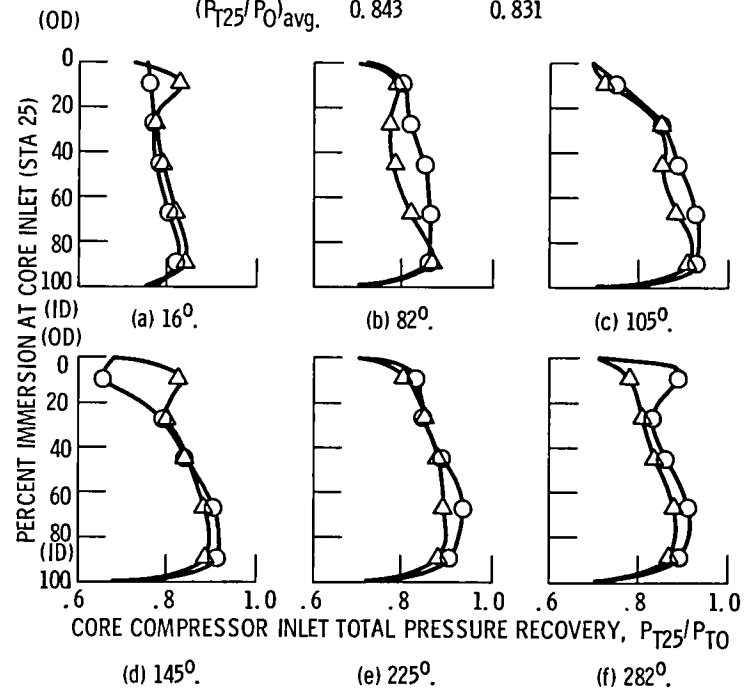 (OD) (PT25/PO)avg. 0.843 0.831
0
20
40
60
80
100
(ID)
(a) 16°. (b) 82°. (c) 105°.
(OD)
0
20
40
60
80
(ID)
100
.6 .8 1.0 .6 .8 1.0 .6 .8 1.0
PERCENT IMMERSION AT CORE INLET (STA 25)
CORE COMPRESSOR INLET TOTAL PRESSURE RECOVERY, PT25/PTO
(d) 145°. (e) 225°. (f) 282°.